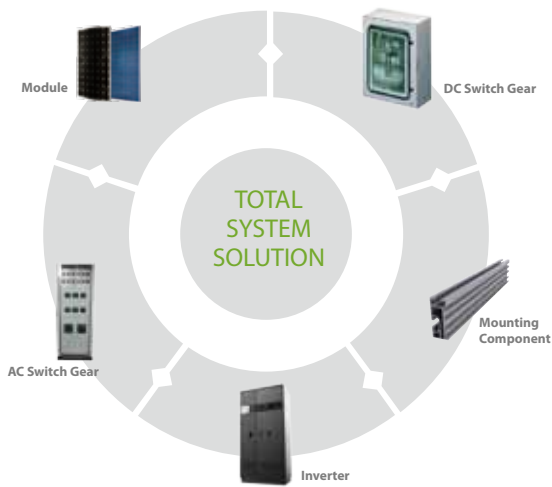 Module
DC Switch Gear
TOTAL
SYSTEM
SOLUTION
Mounting
Component
AC Switch Gear
Inverter